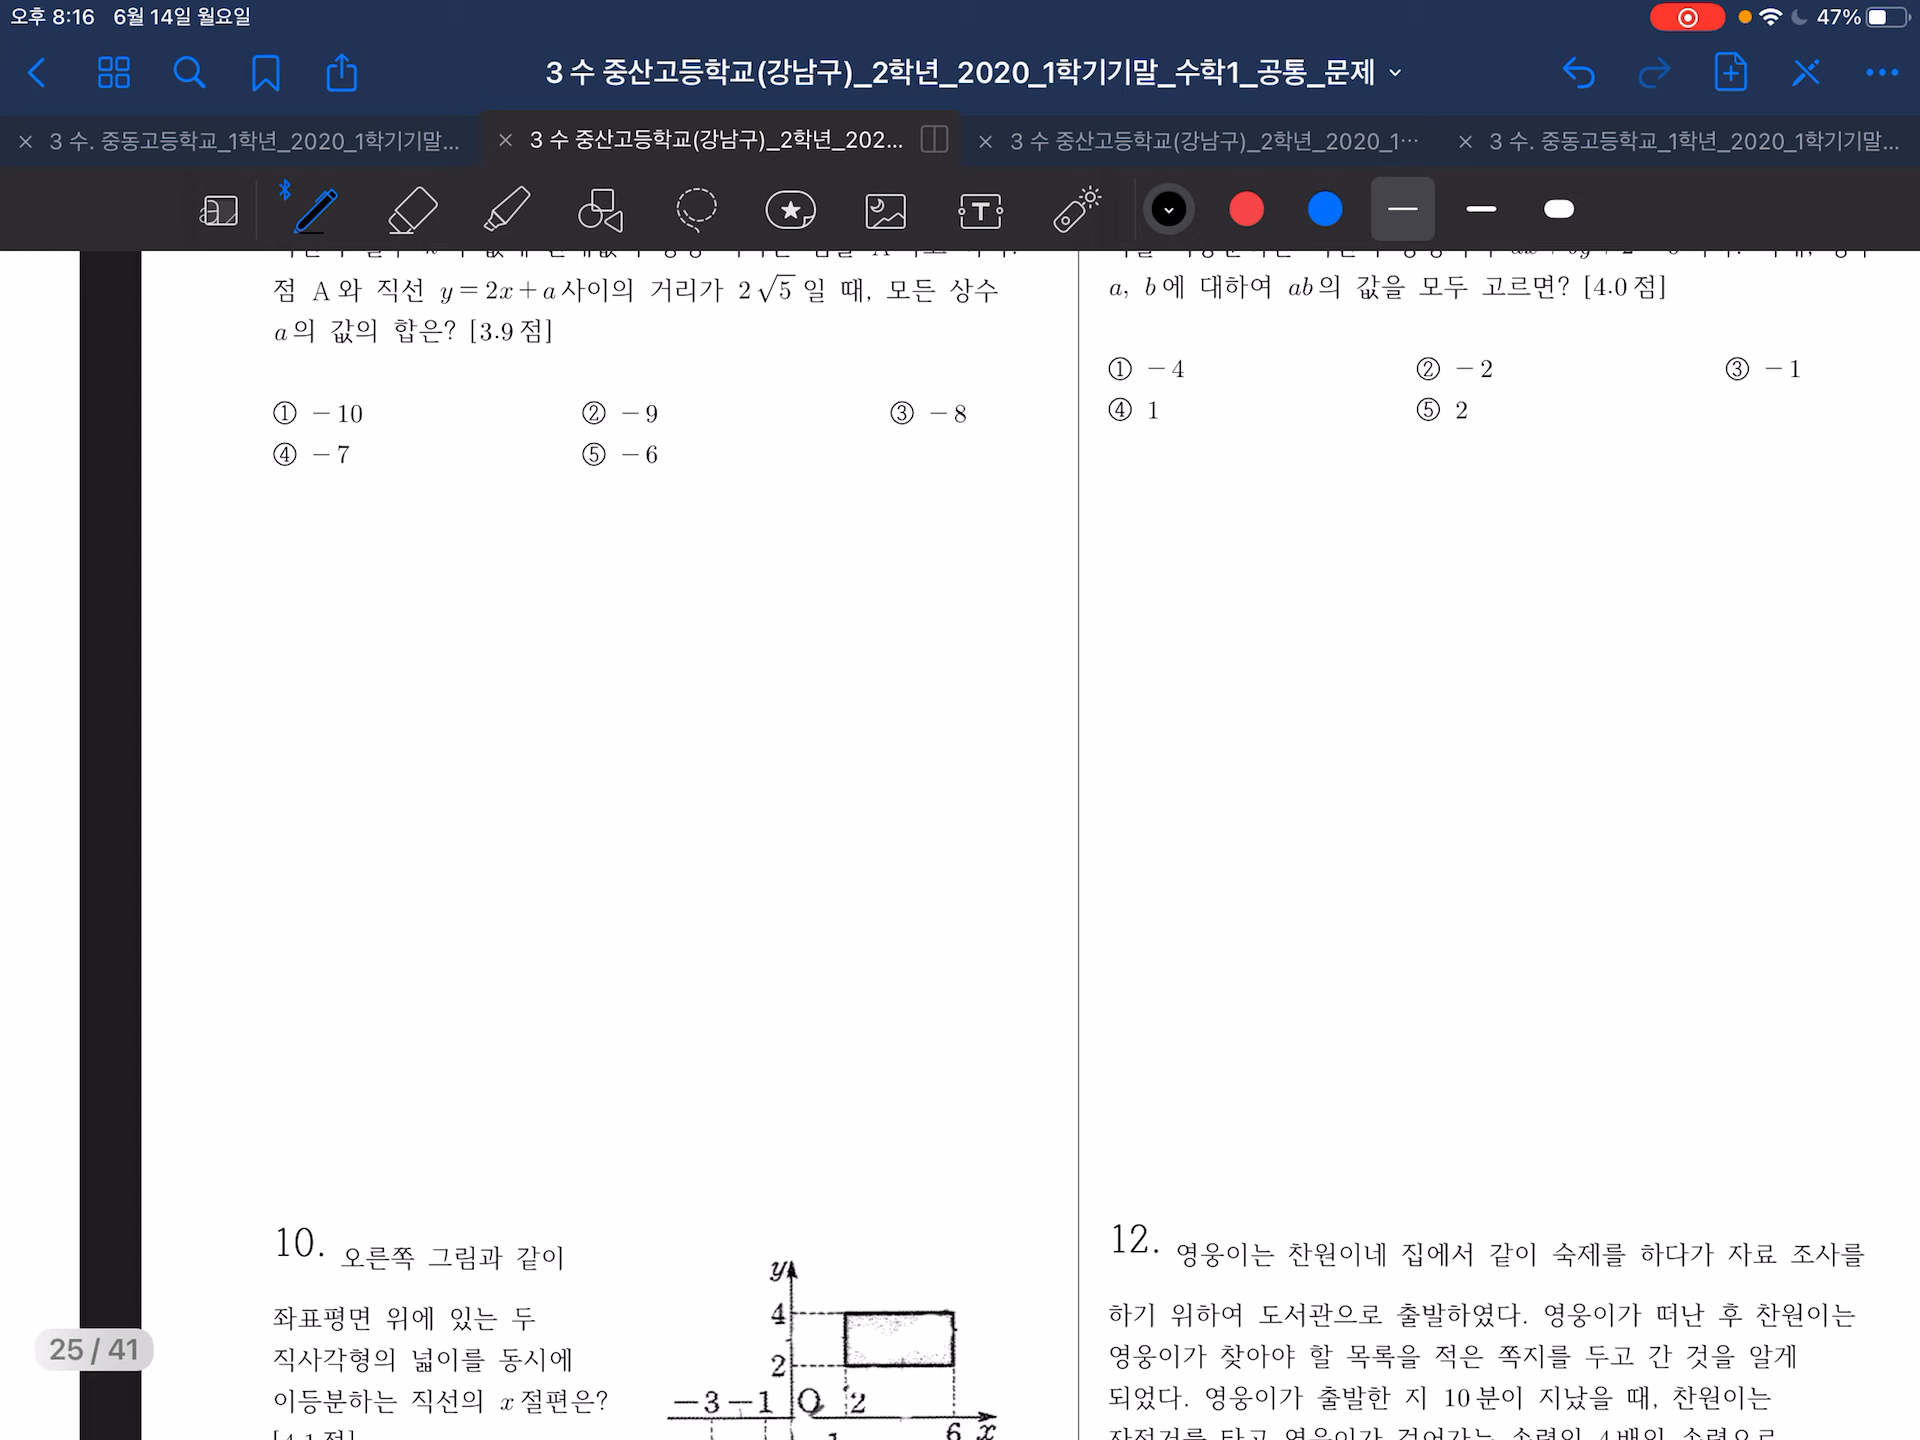 오후 8:16 6월 14일 월요일
47%
3 수 중산고등학교(강남구)_2학년_2020_1학기기말_수학1_공통_문제
3 수. 중동고등학교_1학년_2020_1학기기말...
3 수 중산고등학교(강남구)_2학년_202...
3 수 중산고등학교(강남구)_2학년_2020_1...
3 수. 중동고등학교_1학년_2020_1학기기말...
점 A와 직선 y=2x+a사이의 거리가 2√5 일 때, 모든 상수
a의 값의 합은? [3.9점]
① -10 ② -9 ③ -8
④ -7 ⑤ -6
10. 오른쪽 그림과 같이
좌표평면 위에 있는 두
직사각형의 넓이를 동시에
이등분하는 직선의 x절편은?
y
4
2
-3 -1 O 2
6 x
a, b에 대하여 ab의 값을 모두 고르면? [4.0점]
① -4 ② -2 ③ -1
④ 1 ⑤ 2
12. 영웅이는 찬원이네 집에서 같이 숙제를 하다가 자료 조사를
하기 위하여 도서관으로 출발하였다. 영웅이가 떠난 후 찬원이는
영웅이가 찾아야 할 목록을 적은 쪽지를 두고 간 것을 알게
되었다. 영웅이가 출발한 지 10분이 지났을 때, 찬원이는
25 / 41